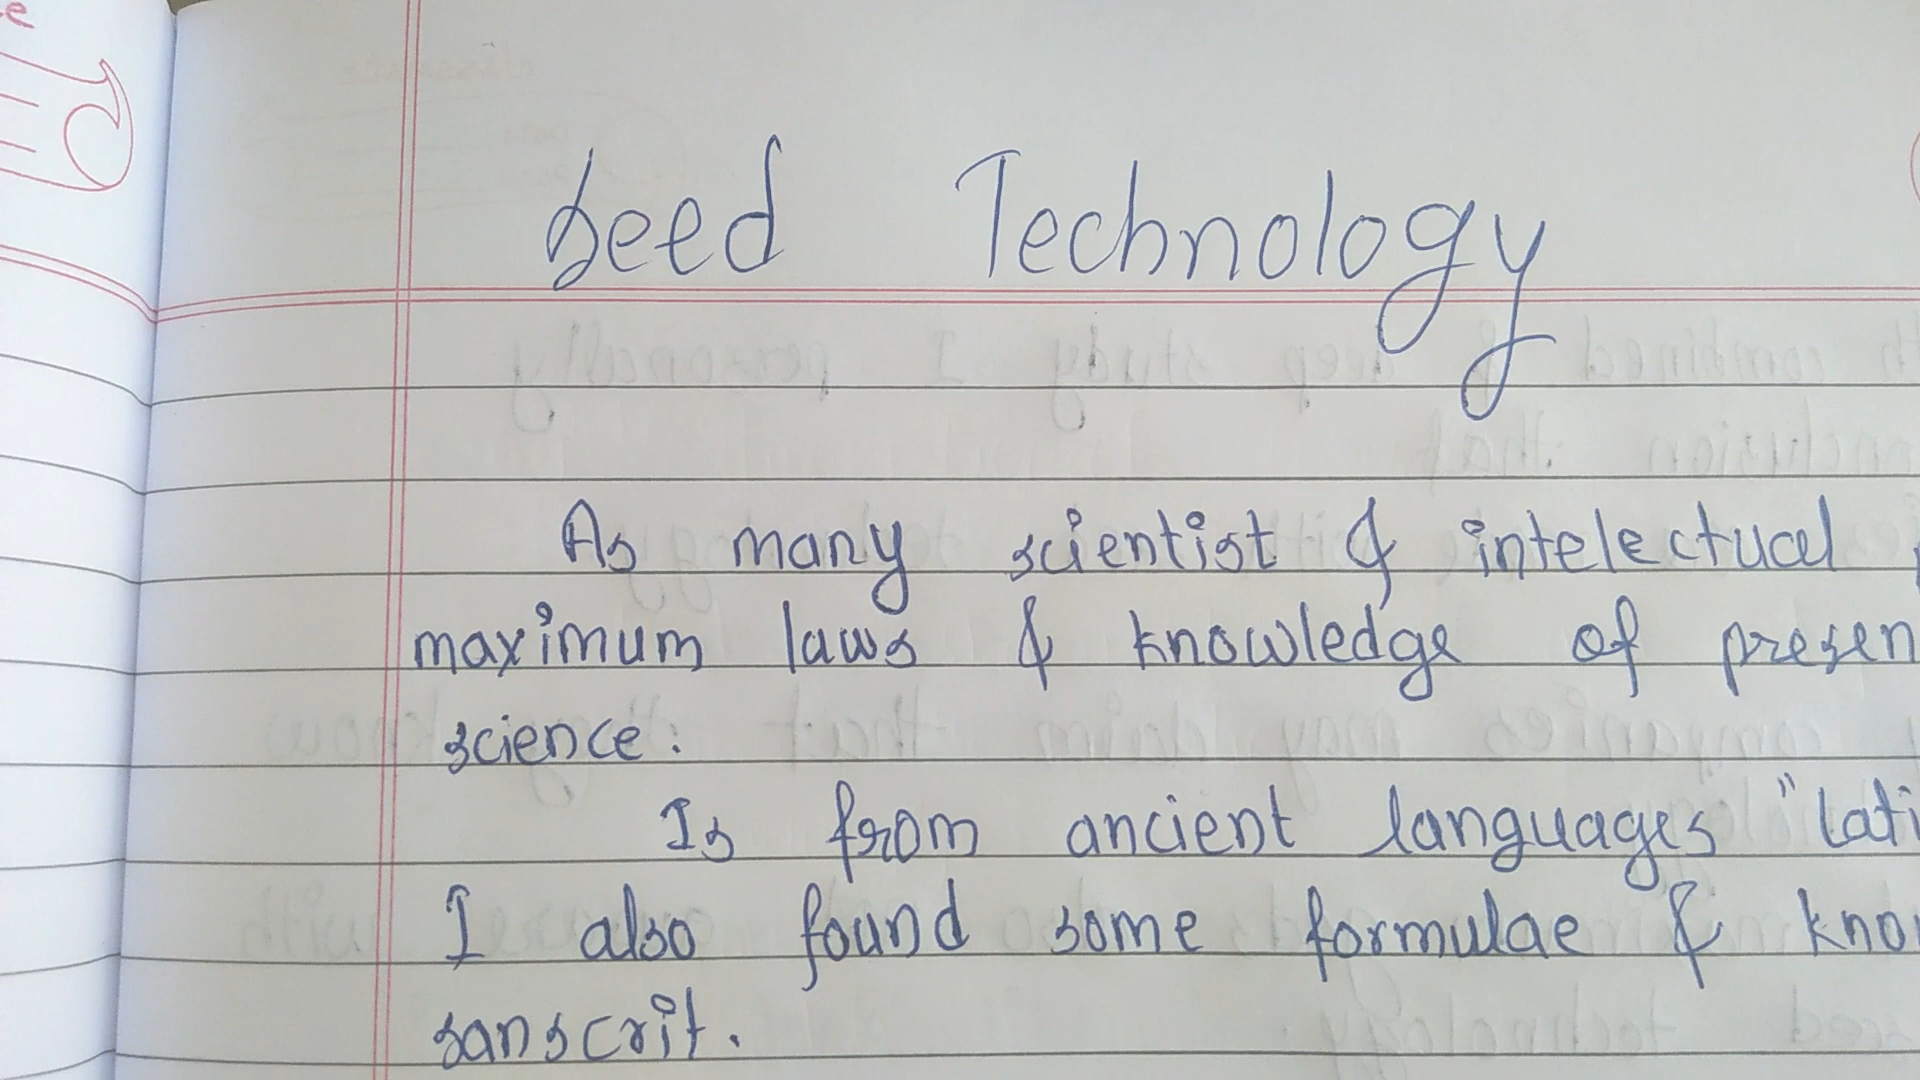 Seed Technology
As many scientist & intelectual
maximum laws & knowledge of presen
science.
Is from ancient languages "lati
I also found some formulae & kno
sanscrit.